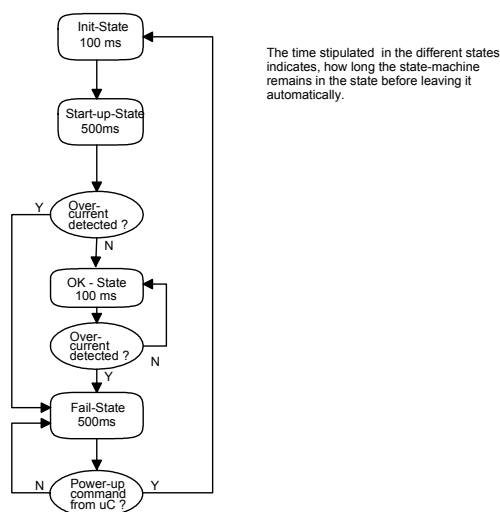 Init-State
100 ms
The time stipulated in the different states
indicates, how long the state-machine
remains in the state before leaving it
automatically.
Start-up-State
500ms
Over-
current
detected ?
Y
N
OK - State
100 ms
Over-
current
detected ?
N
Y
Fail-State
500ms
Power-up
command
from uC ?
N
Y